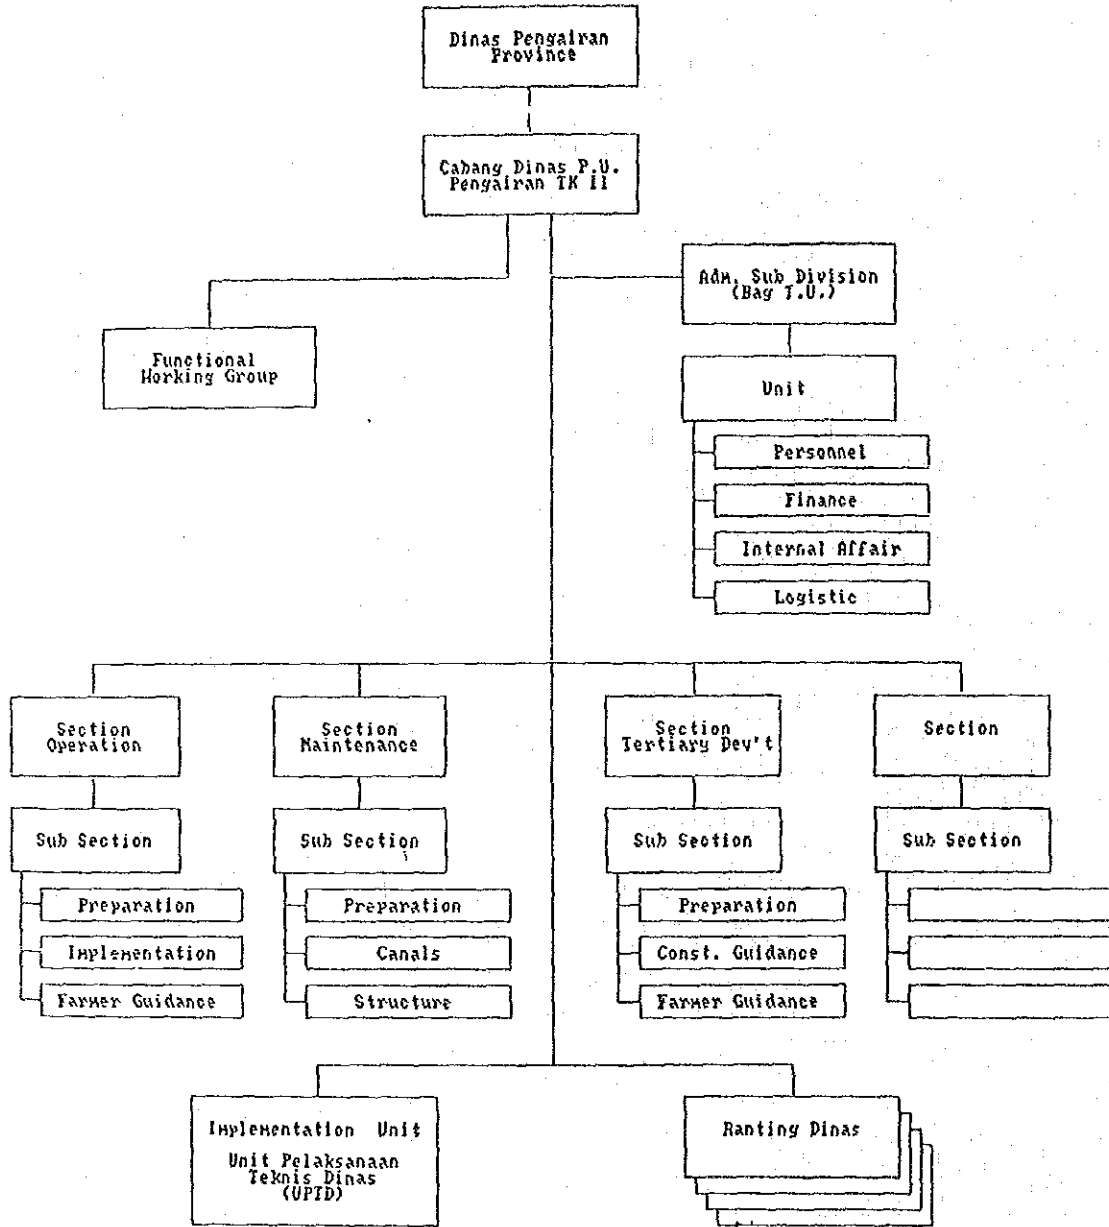 Dinas Pengairan
Province
Cabang Dinas P.U.
Pengairan TK II
Adm. Sub Division
(Bag T.U.)
Functional
Working Group
Unit
Personnel
Finance
Internal Affair
Logistic
Section
Operation
Section
Maintenance
Section
Tertiary Dev't
Section
Sub Section
Sub Section
Sub Section
Sub Section
Preparation
Preparation
Preparation
Implementation
Canals
Const. Guidance
Farmer Guidance
Structure
Farmer Guidance
Implementation Unit
Unit Pelaksanaan
Teknis Dinas
(UPTD)
Ranting Dinas